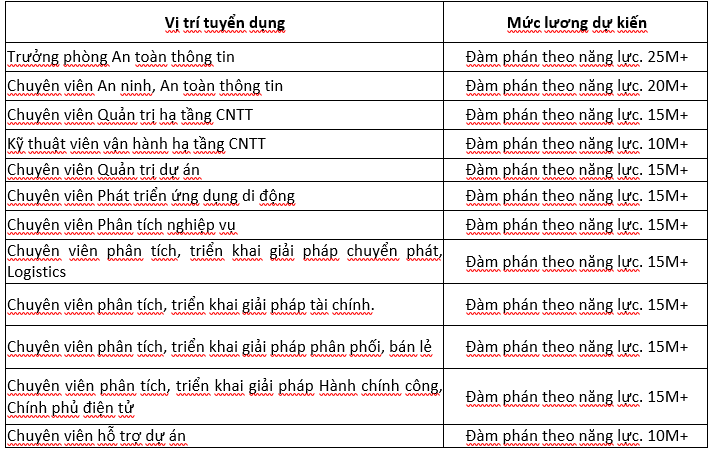 Vị trí tuyển dụng Mức lương dự kiến
Trưởng phòng An toàn thông tin Đàm phán theo năng lực. 25M+
Chuyên viên An ninh, An toàn thông tin Đàm phán theo năng lực. 20M+
Chuyên viên Quản trị hạ tầng CNTT Đàm phán theo năng lực. 15M+
Kỹ thuật viên vận hành hạ tầng CNTT Đàm phán theo năng lực. 10M+
Chuyên viên Quản trị dự án Đàm phán theo năng lực. 15M+
Chuyên viên Phát triển ứng dụng di động Đàm phán theo năng lực. 15M+
Chuyên viên Phân tích nghiệp vụ Đàm phán theo năng lực. 15M+
Chuyên viên phân tích, triển khai giải pháp chuyển phát,
Logistics Đàm phán theo năng lực. 15M+
Chuyên viên phân tích, triển khai giải pháp tài chính. Đàm phán theo năng lực. 15M+
Chuyên viên phân tích, triển khai giải pháp phân phối, bán lẻ Đàm phán theo năng lực. 15M+
Chuyên viên phân tích, triển khai giải pháp Hành chính công,
Chính phủ điện tử Đàm phán theo năng lực. 15M+
Chuyên viên hỗ trợ dự án Đàm phán theo năng lực. 10M+